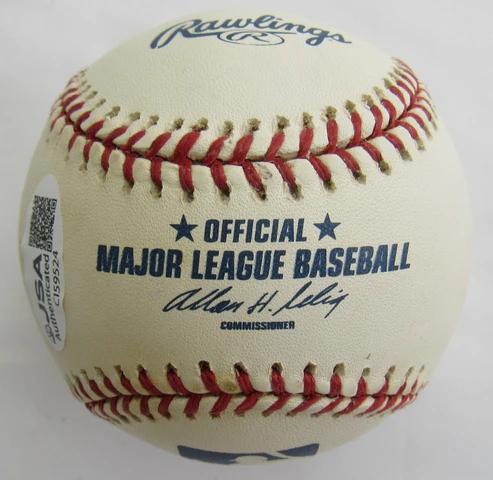 Rawlings
R
★ OFFICIAL ★
MAJOR LEAGUE BASEBALL
Allan H. Selig
COMMISSIONER
JSA
Authenticated
CI59524